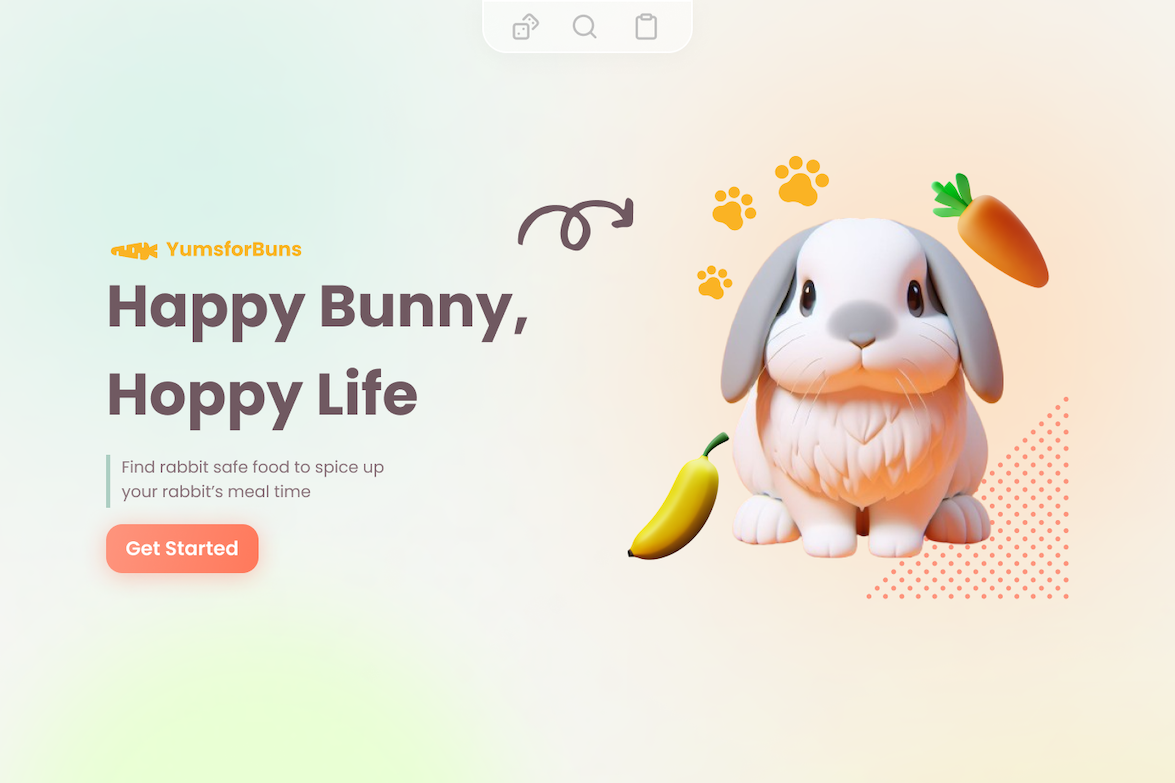 YumsforBuns
Happy Bunny,
Hoppy Life
Find rabbit safe food to spice up
your rabbit’s meal time
Get Started